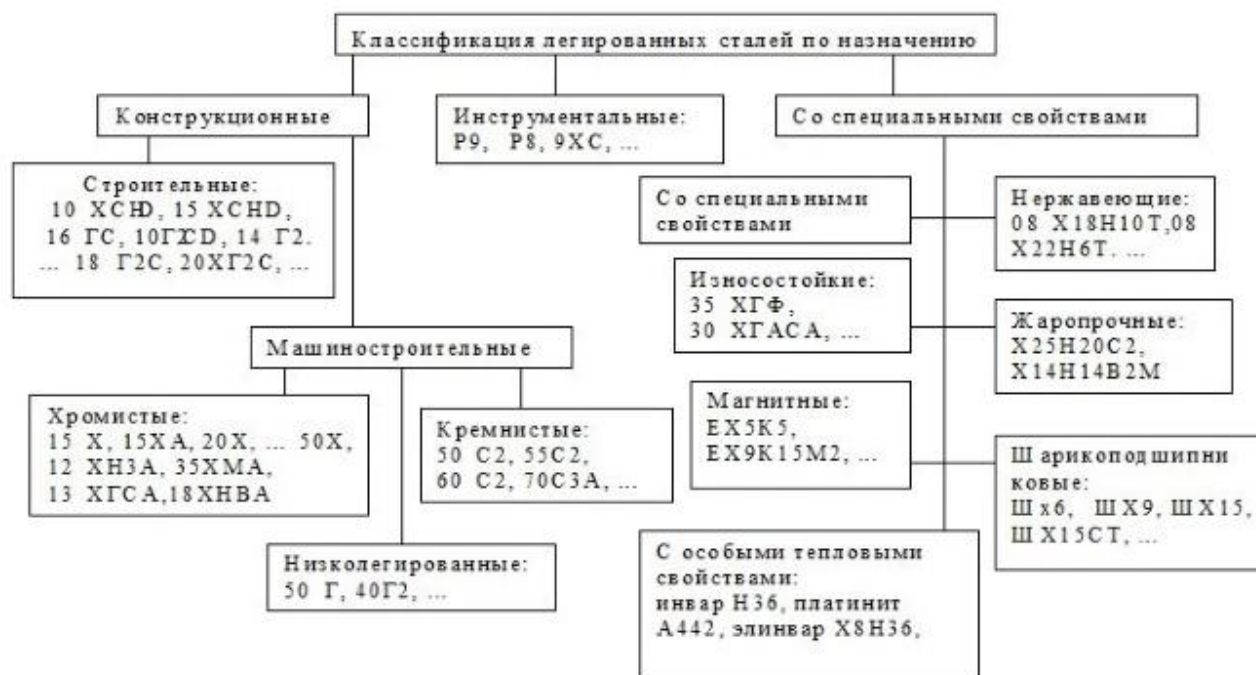 Классификация легированных сталей по назначению
Конструкционные
Инструментальные:
Р9, Р8, 9ХС, ...
Со специальными свойствами
Строительные:
10 ХСНD, 15 ХСНD,
16 ГС, 10Г2СD, 14 Г2.
... 18 Г2С, 20ХГ2С, ...
Со специальными
свойствами
Нержавеющие:
08 Х18Н10Т,08
Х22Н6Т. ...
Износостойкие:
35 ХГФ,
30 ХГАСА, ...
Жаропрочные:
Х25Н20С2,
Х14Н14В2М
Машиностроительные
Хромистые:
15 Х, 15ХА, 20Х, ... 50Х,
12 ХН3А, 35ХМА,
13 ХГСА,18ХНВА
Кремнистые:
50 С2, 55С2,
60 С2, 70С3А, ...
Магнитные:
ЕХ5К5,
ЕХ9К15М2, ...
Шарикоподшипни
ковые:
Шх6, ШХ9, ШХ15,
ШХ15СТ, ...
Низколегированные:
50 Г, 40Г2, ...
С особыми тепловыми
свойствами:
инвар Н36, платинит
А442, элинвар Х8Н36,